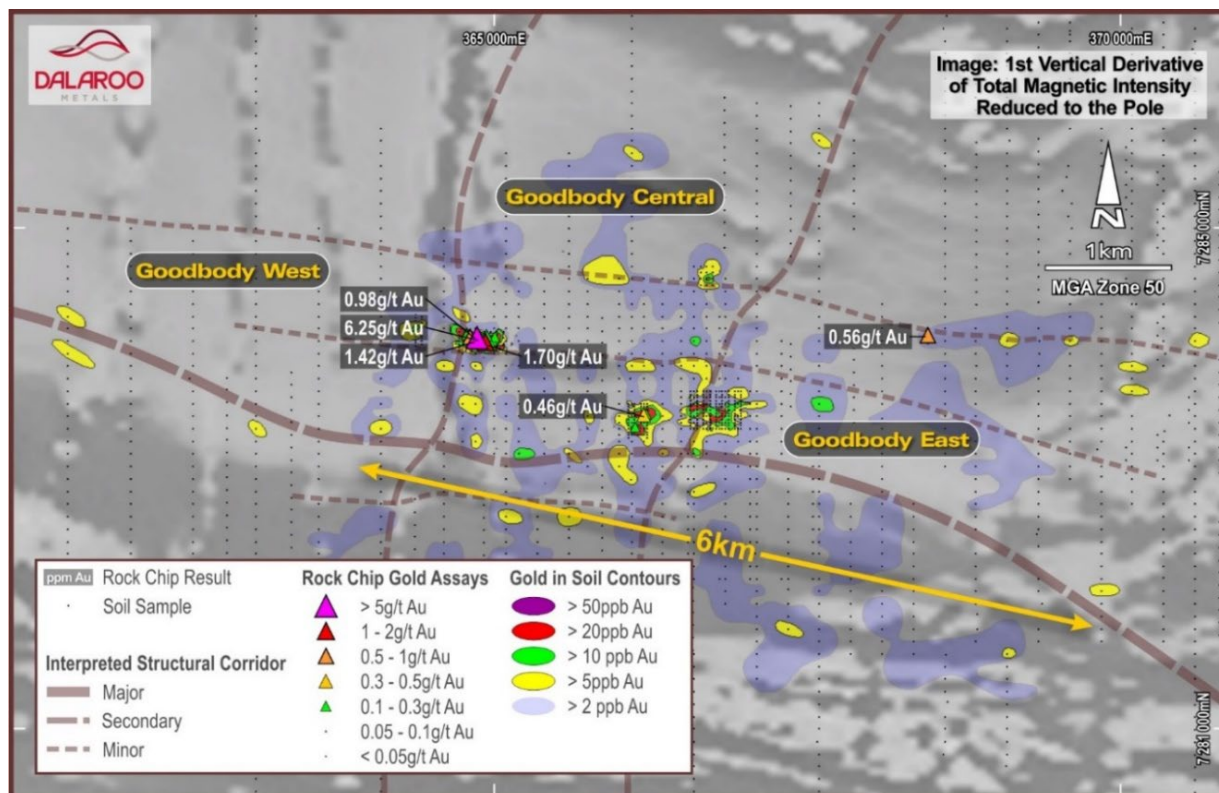 DALAROO
METALS
365 000mE
370 000mE
Image: 1st Vertical Derivative
of Total Magnetic Intensity
Reduced to the Pole
N
1km
MGA Zone 50
7 285 000mN
Goodbody Central
Goodbody West
0.98g/t Au
6.25g/t Au
1.42g/t Au
1.70g/t Au
0.56g/t Au
0.46g/t Au
Goodbody East
6km
7 281 000mN
ppm Au Rock Chip Result
Soil Sample
Interpreted Structural Corridor
Major
Secondary
Minor
Rock Chip Gold Assays
> 5g/t Au
1 - 2g/t Au
0.5 - 1g/t Au
0.3 - 0.5g/t Au
0.1 - 0.3g/t Au
0.05 - 0.1g/t Au
< 0.05g/t Au
Gold in Soil Contours
> 50ppb Au
> 20ppb Au
> 10 ppb Au
> 5ppb Au
> 2 ppb Au